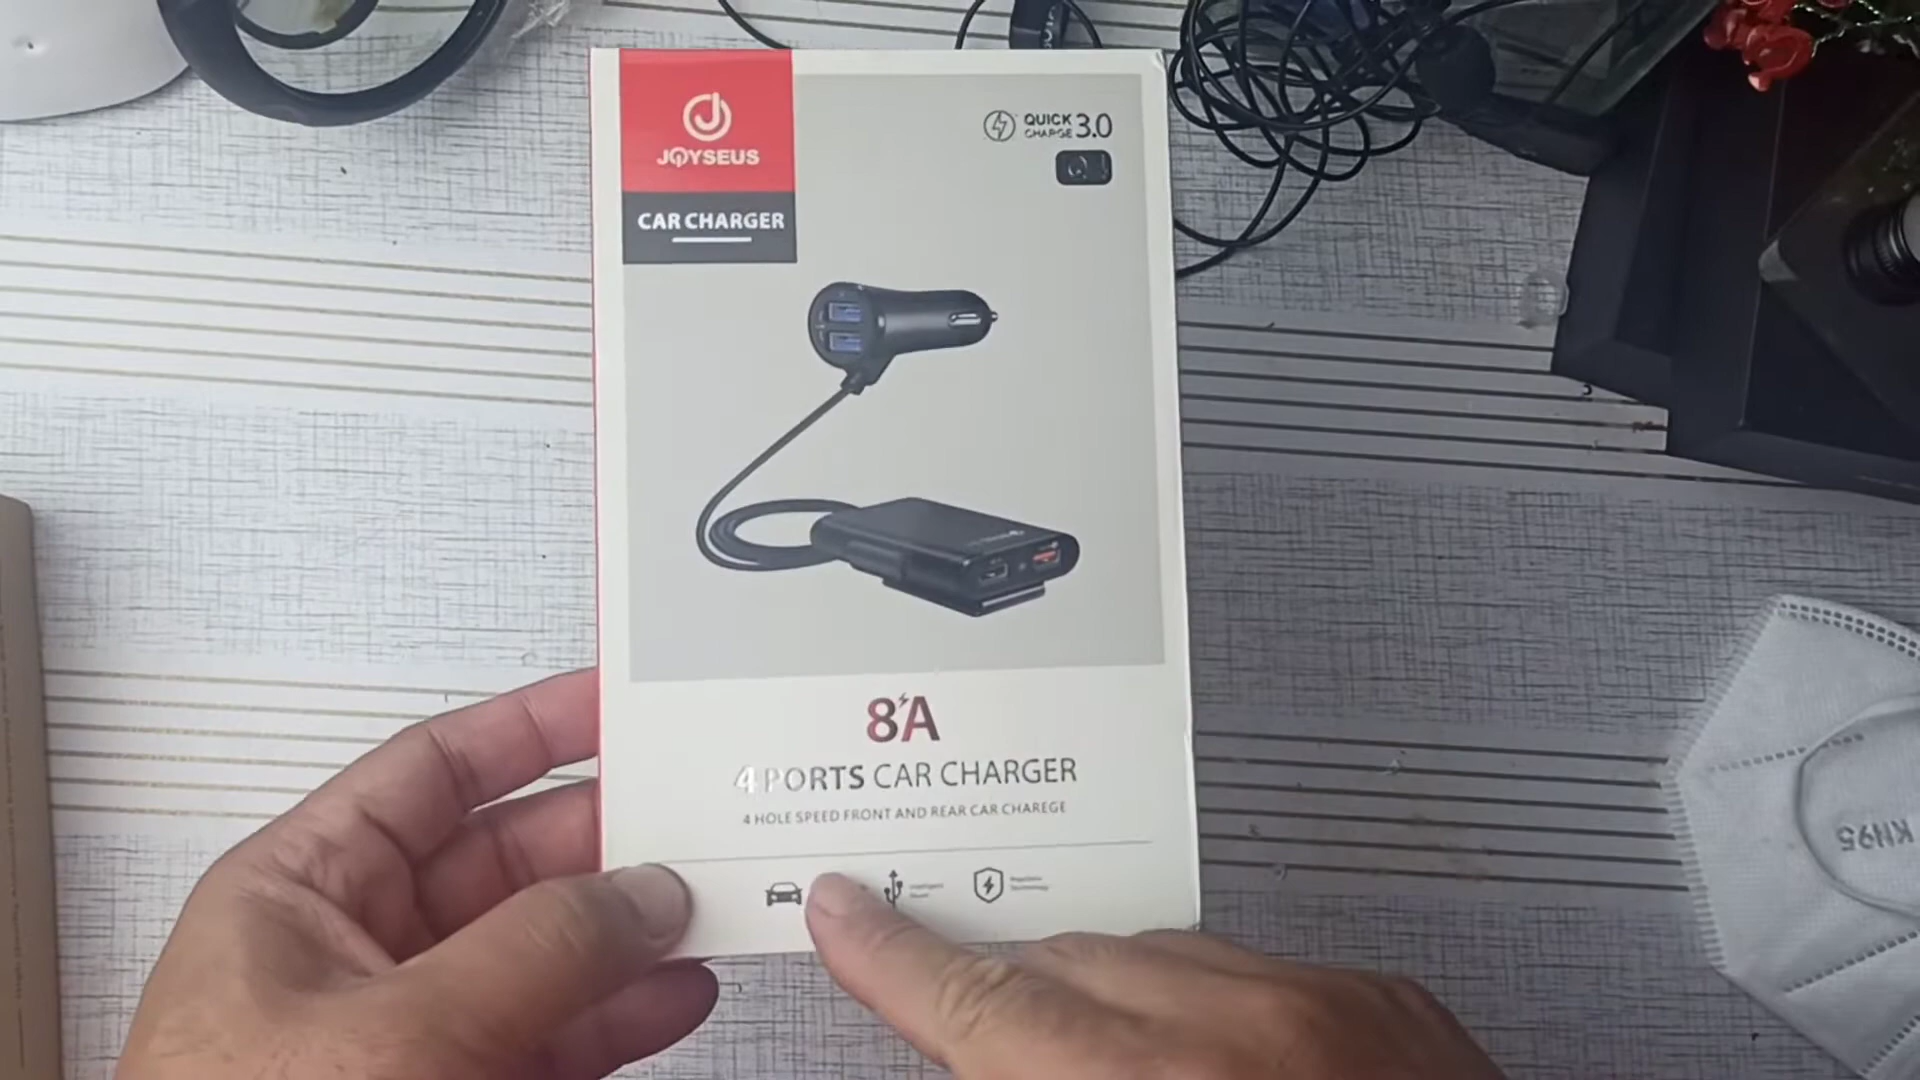 JOYSEUS
CAR CHARGER
QUICK
CHARGE 3.0
8A
4 PORTS CAR CHARGER
4 HOLE SPEED FRONT AND REAR CAR CHAREGE
KN95